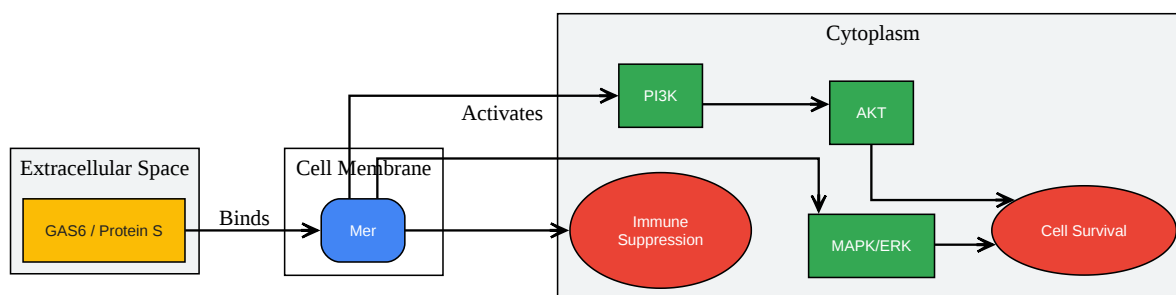 Extracellular Space
GAS6 / Protein S
Binds
Cell Membrane
Mer
Activates
Cytoplasm
PI3K
AKT
Immune
Suppression
MAPK/ERK
Cell Survival